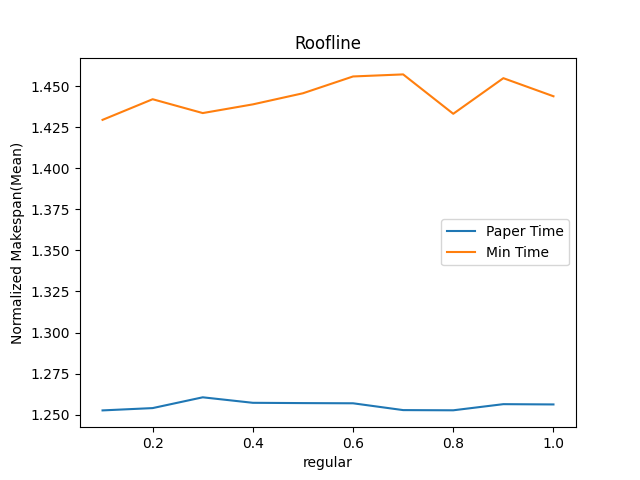 Roofline
Normalized Makespan(Mean)
1.450
1.425
1.400
1.375
1.350
1.325
1.300
1.275
1.250
Paper Time
Min Time
0.2 0.4 0.6 0.8 1.0
regular